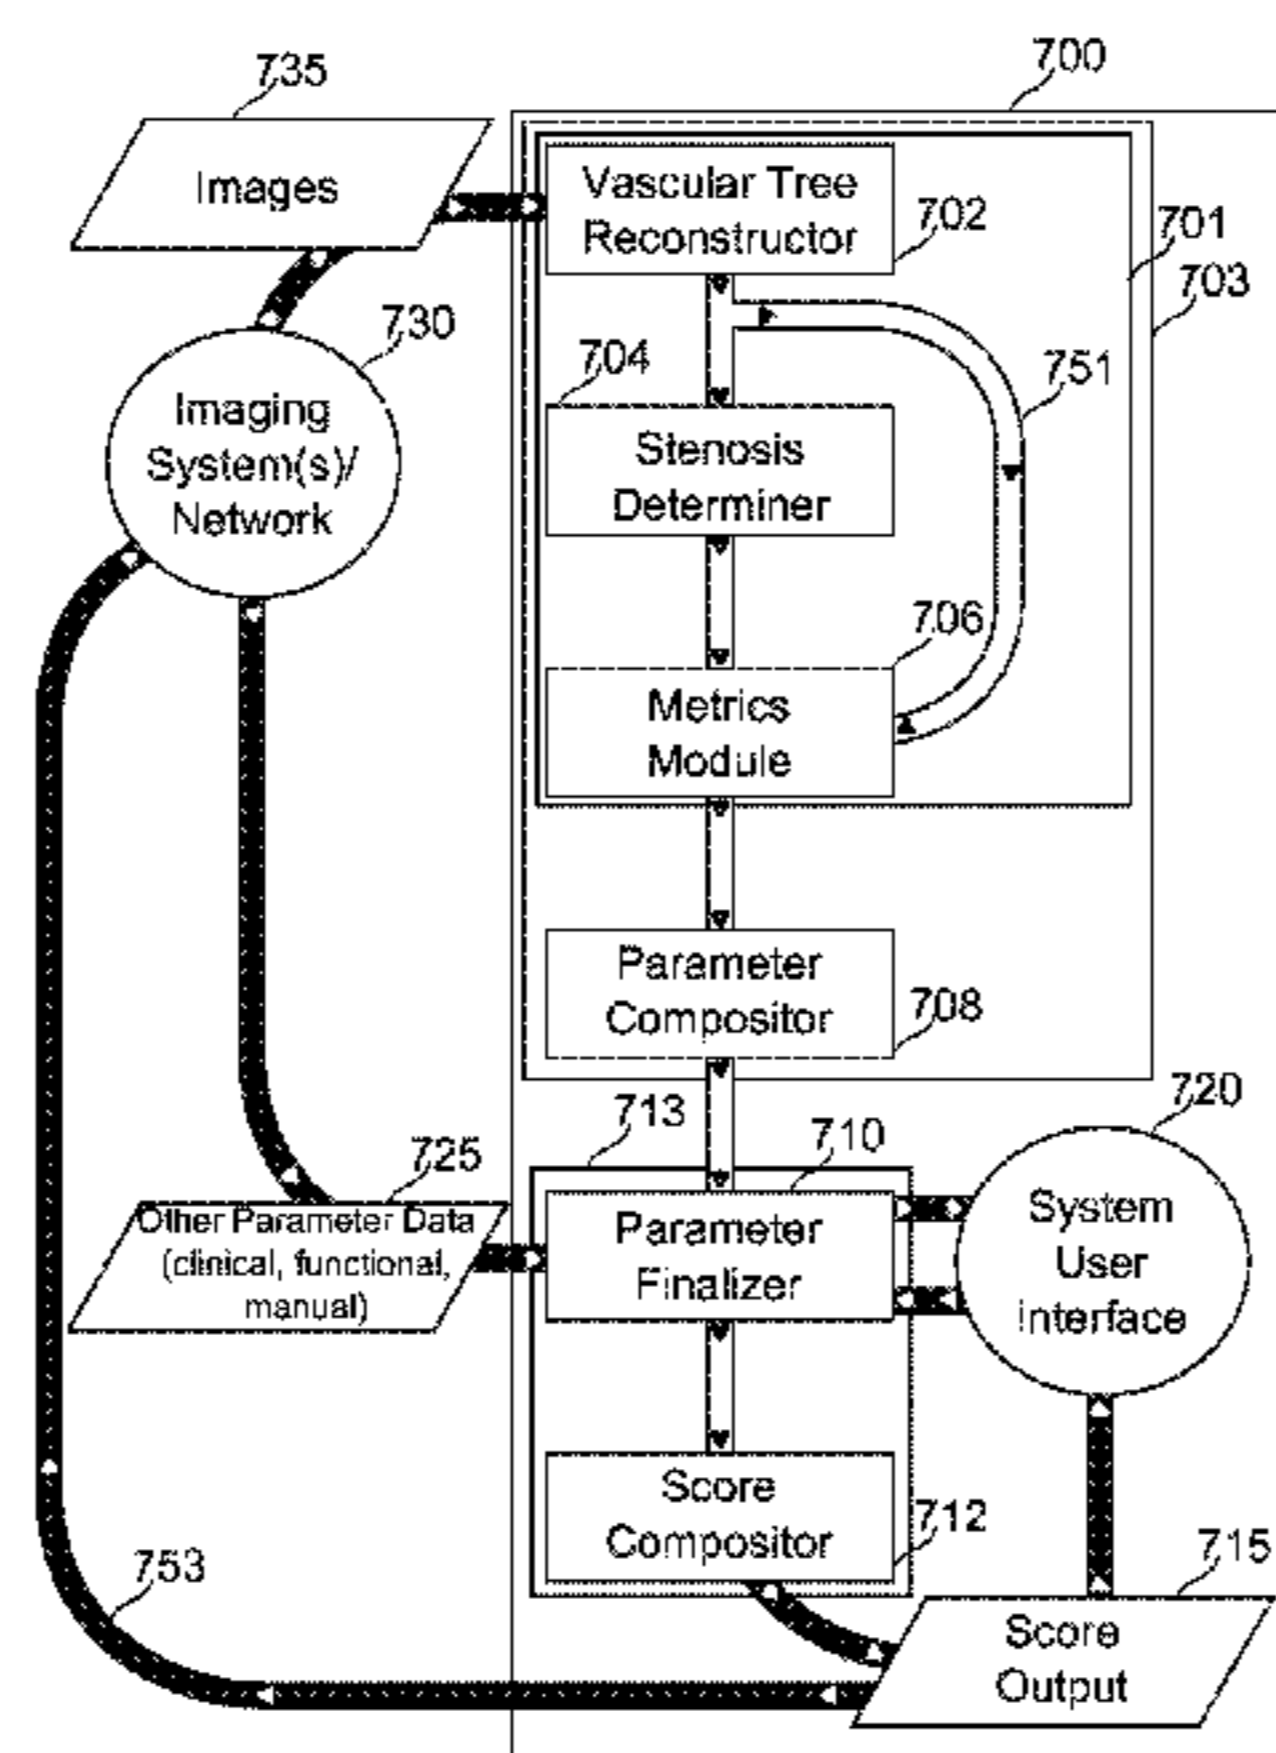 735
700
Images
Vascular Tree
Reconstructor
702
701
703
730
704
751
Imaging
System(s)/
Network
Stenosis
Determiner
706
Metrics
Module
Parameter
Compositor
708
713
710
720
725
Other Parameter Data
(clinical, functional,
manual)
Parameter
Finalizer
System
User
interface
Score
Compositor
712
715
753
Score
Output